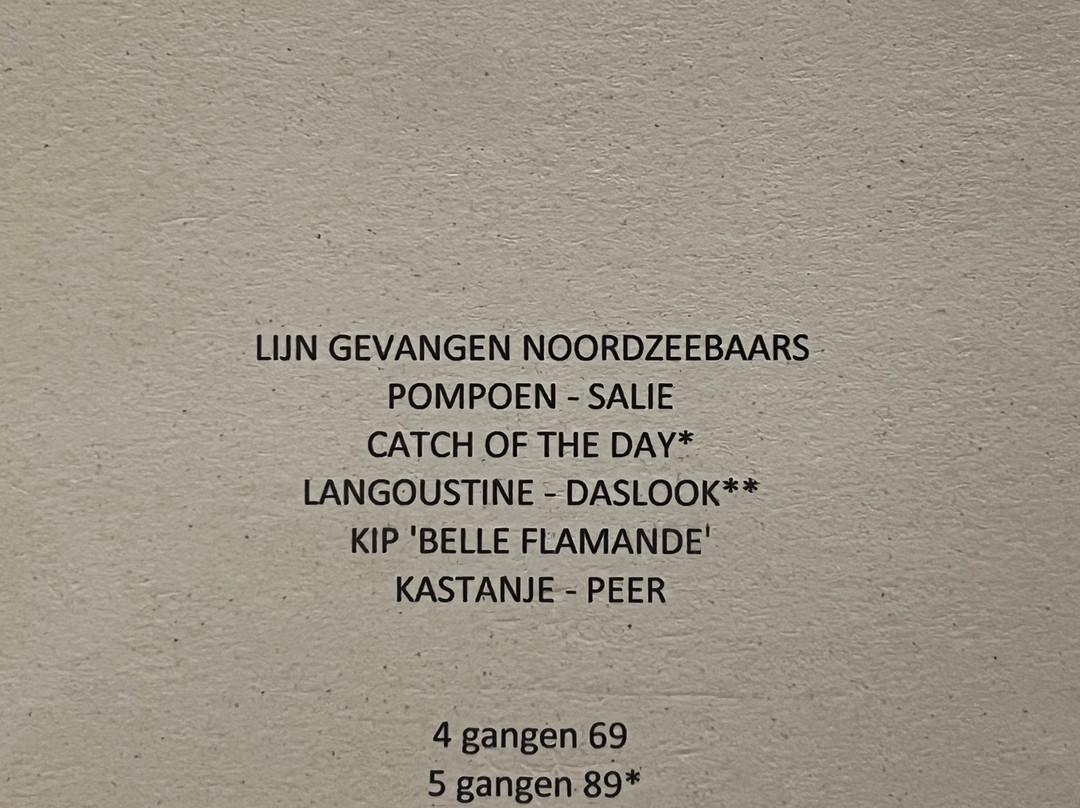 LIJN GEVANGEN NOORDZEEBAARS
POMPOEN - SALIE
CATCH OF THE DAY*
LANGOUSTINE - DASLOOK**
KIP 'BELLE FLAMANDE'
KASTANJE - PEER
4 gangen 69
5 gangen 89*